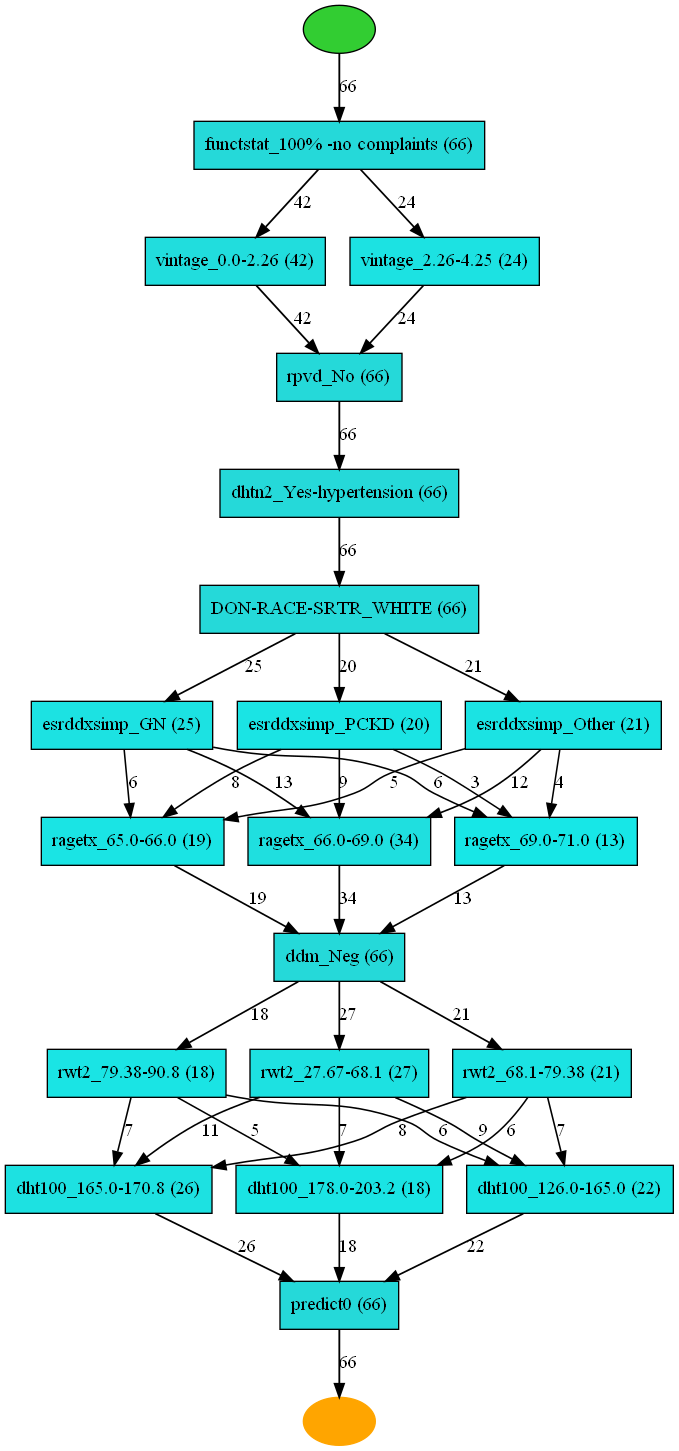 66
functstat_100% -no complaints (66)
42
24
vintage_0.0-2.26 (42)
vintage_2.26-4.25 (24)
42
24
rpvd_No (66)
66
dhtn2_Yes-hypertension (66)
66
DON-RACE-SRTR_WHITE (66)
25
20
21
esrddxsimp_GN (25)
esrddxsimp_PCKD (20)
esrddxsimp_Other (21)
6
8
13
9
5
6
3
12
4
ragetx_65.0-66.0 (19)
ragetx_66.0-69.0 (34)
ragetx_69.0-71.0 (13)
19
34
13
ddm_Neg (66)
18
27
21
rwt2_79.38-90.8 (18)
rwt2_27.67-68.1 (27)
rwt2_68.1-79.38 (21)
7
11
5
7
8
6
9
6
7
dht100_165.0-170.8 (26)
dht100_178.0-203.2 (18)
dht100_126.0-165.0 (22)
26
18
22
predict0 (66)
66